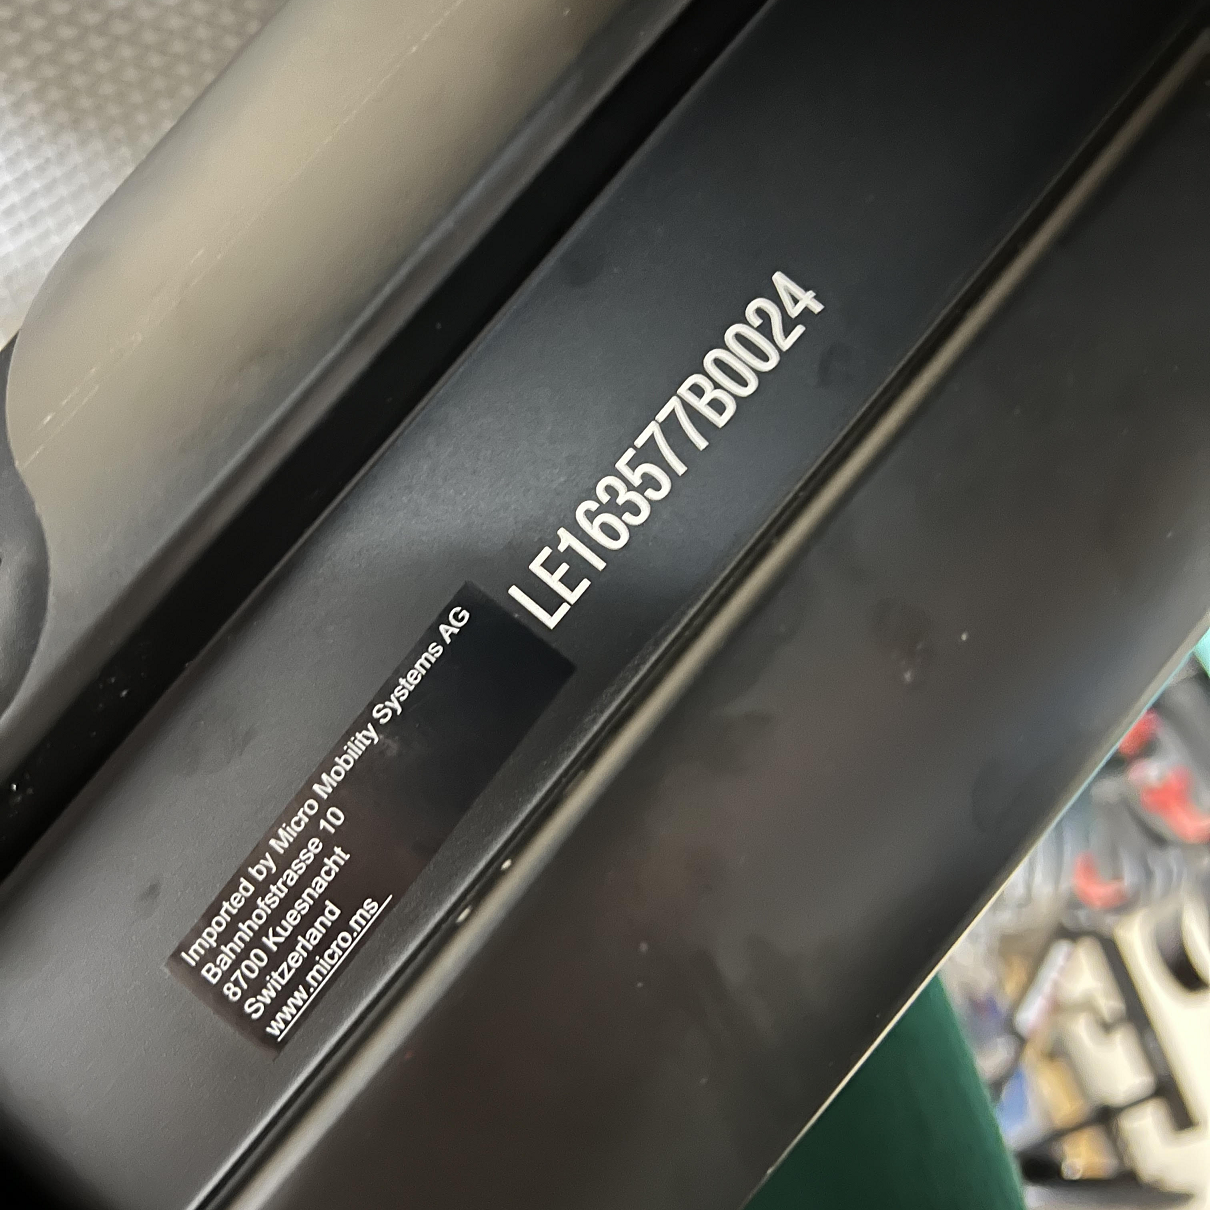 LE163577B0024
Imported by Micro Mobility Systems AG
Bahnhofstrasse 10
8700 Kuesnacht
Switzerland
www.micro.ms